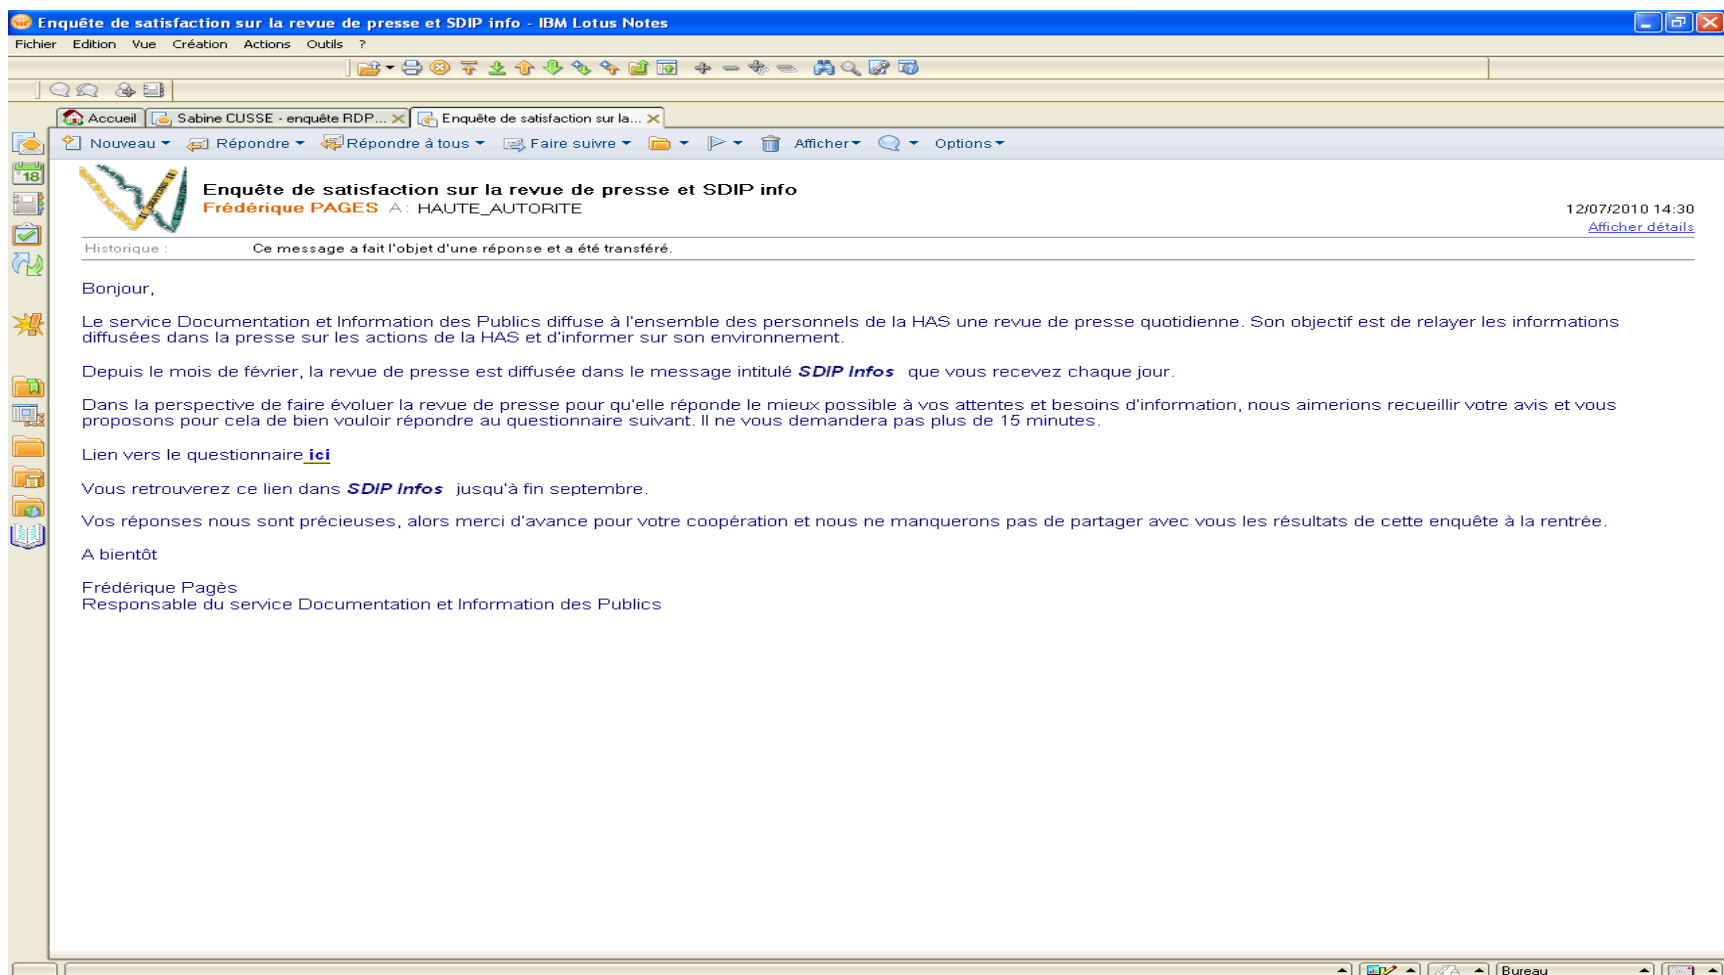 Enquête de satisfaction sur la revue de presse et SDIP info - IBM Lotus Notes
Fichier Edition Vue Création Actions Outils ?
Accueil Sabine CUSSE - enquête RDP... Enquête de satisfaction sur la...
Nouveau Répondre Répondre à tous Faire suivre Afficher Options
18
Enquête de satisfaction sur la revue de presse et SDIP info
Frédérique PAGES A: HAUTE_AUTORITE
12/07/2010 14:30
Afficher détails
Historique : Ce message a fait l'objet d'une réponse et a été transféré.
Bonjour,
Le service Documentation et Information des Publics diffuse à l'ensemble des personnels de la HAS une revue de presse quotidienne. Son objectif est de relayer les informations
diffusées dans la presse sur les actions de la HAS et d'informer sur son environnement.
Depuis le mois de février, la revue de presse est diffusée dans le message intitulé SDIP Infos que vous recevez chaque jour.
Dans la perspective de faire évoluer la revue de presse pour qu'elle réponde le mieux possible à vos attentes et besoins d'information, nous aimerions recueillir votre avis et vous
proposons pour cela de bien vouloir répondre au questionnaire suivant. Il ne vous demandera pas plus de 15 minutes.
Lien vers le questionnaire ici
Vous retrouverez ce lien dans SDIP Infos jusqu'à fin septembre.
Vos réponses nous sont précieuses, alors merci d'avance pour votre coopération et nous ne manquerons pas de partager avec vous les résultats de cette enquête à la rentrée.
A bientôt
Frédérique Pagès
Responsable du service Documentation et Information des Publics
Bureau